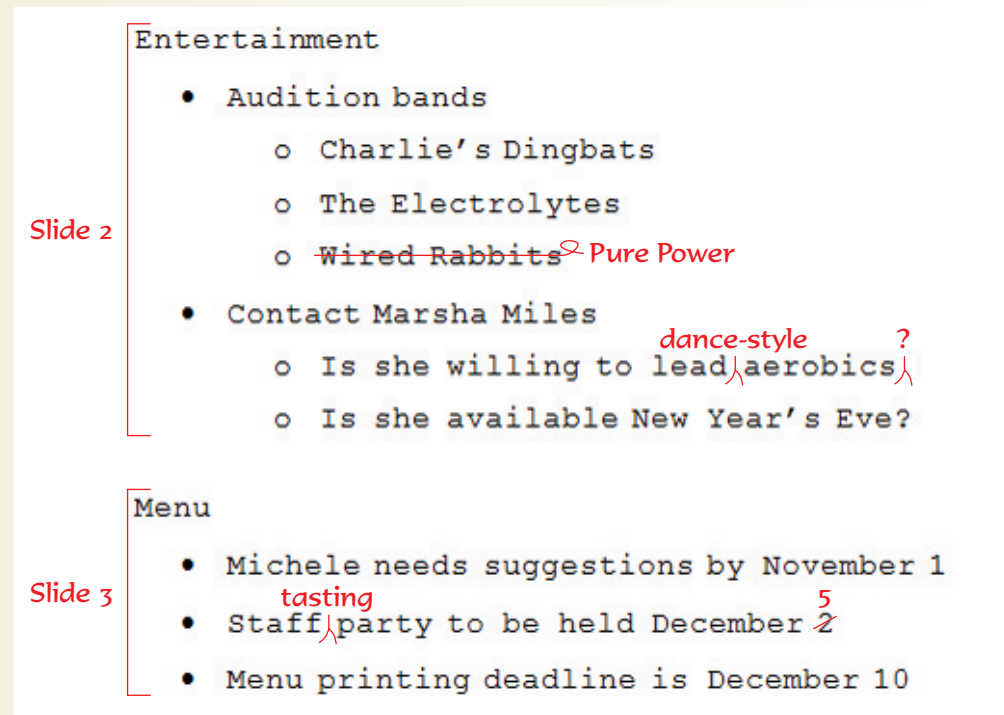 Entertainment
• Audition bands
o Charlie's Dingbats
o The Electrolytes
Slide 2
o Wired Rabbits Pure Power
• Contact Marsha Miles
dance-style ?
o Is she willing to lead aerobics
o Is she available New Year's Eve?
Menu
• Michele needs suggestions by November 1
Slide 3
tasting 5
• Staff party to be held December 2
• Menu printing deadline is December 10